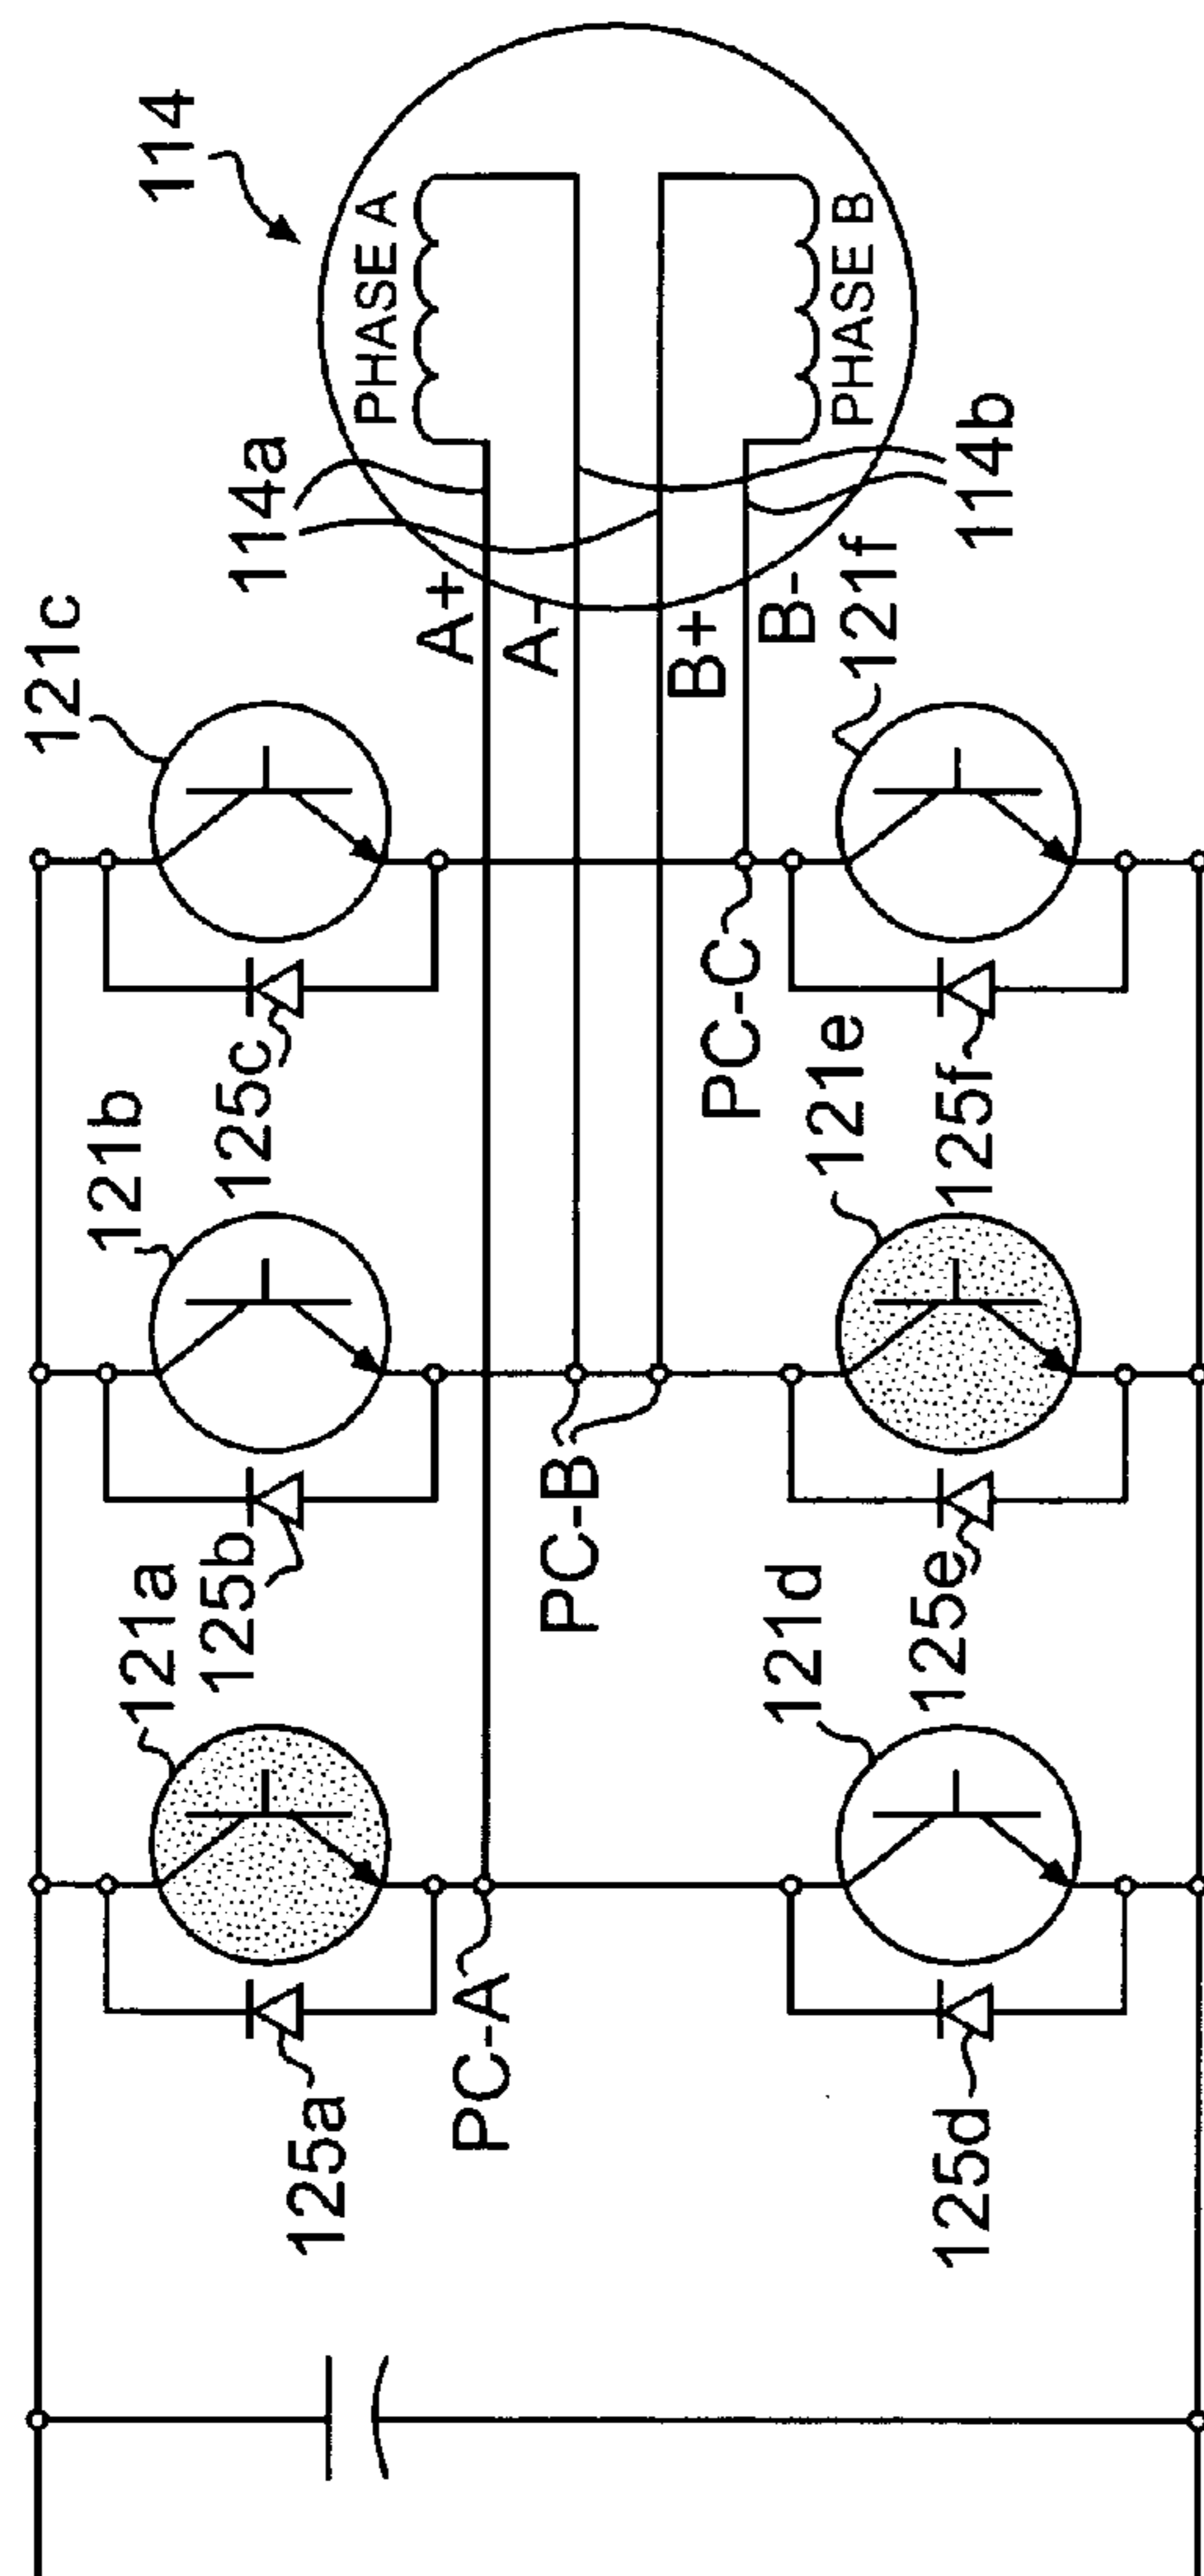 114
PHASE A
PHASE B
114a
114b
A+
A-
B+
B-
121c
121f
125c
PC-C
125f
121b
121e
125b
PC-B
125e
121a
121d
PC-A
125a
125d